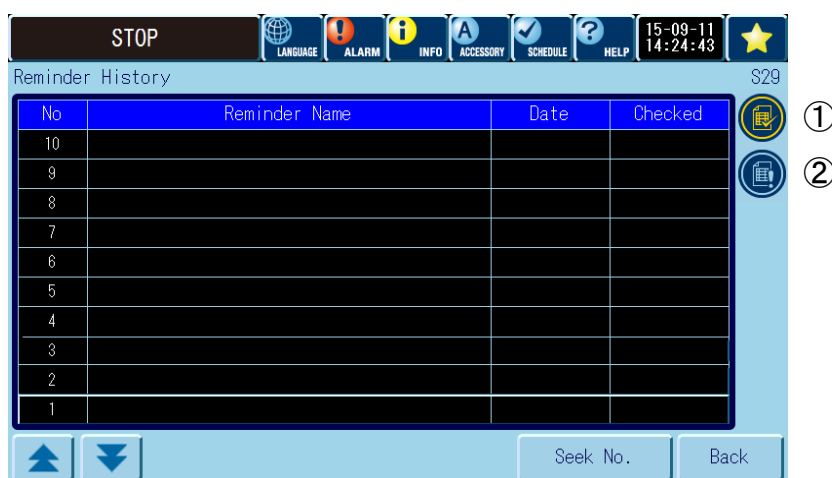 STOP
LANGUAGE
ALARM
INFO
A
ACCESSORY
SCHEDULE
?
HELP
15-09-11
14:24:43
Reminder History
S29
No Reminder Name Date Checked
①
10
9
②
8
7
6
5
4
3
2
1
Seek No. Back